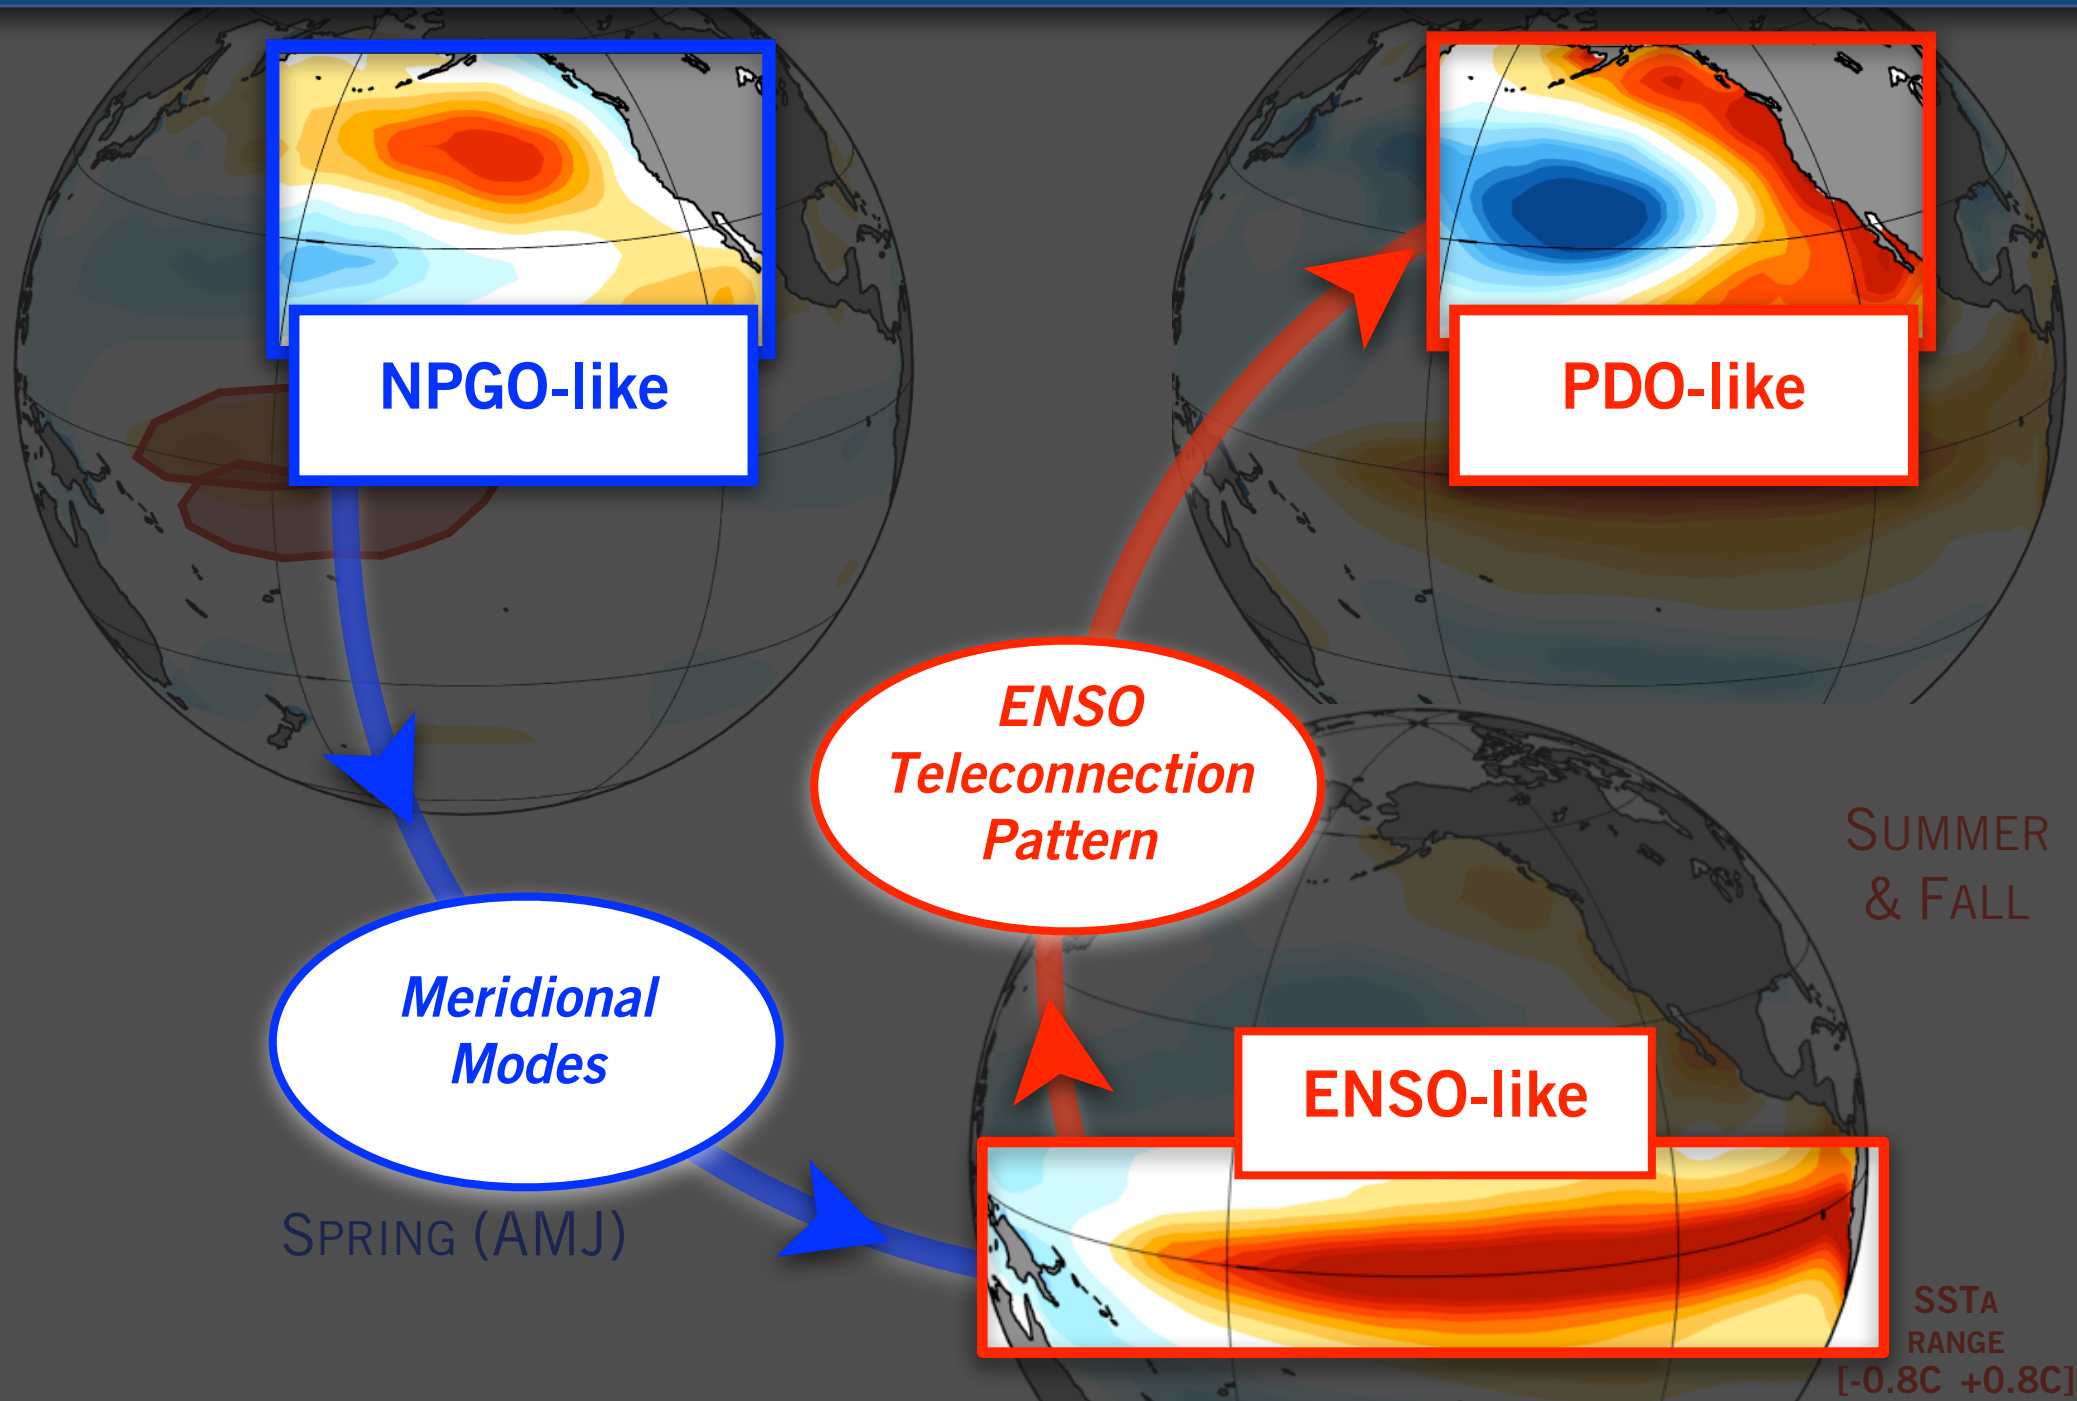 NPGO-like
PDO-like
ENSO
Teleconnection
Pattern
SUMMER
& FALL
Meridional
Modes
ENSO-like
SPRING (AMJ)
SSTA
RANGE
[-0.8C +0.8C]